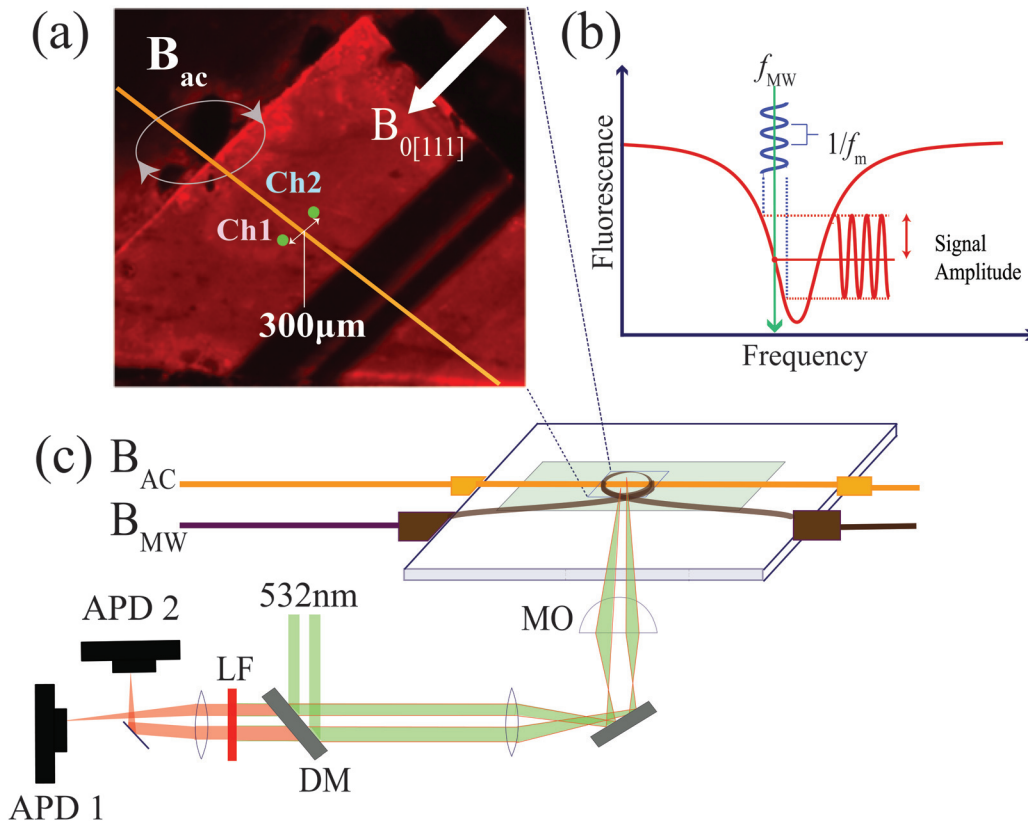 (a)
B_ac
B_0[111]
Ch2
Ch1
300μm
(b)
f_MW
1/f_m
Fluorescence
Signal
Amplitude
Frequency
(c)
B_AC
B_MW
532nm
MO
APD 2
LF
DM
APD 1